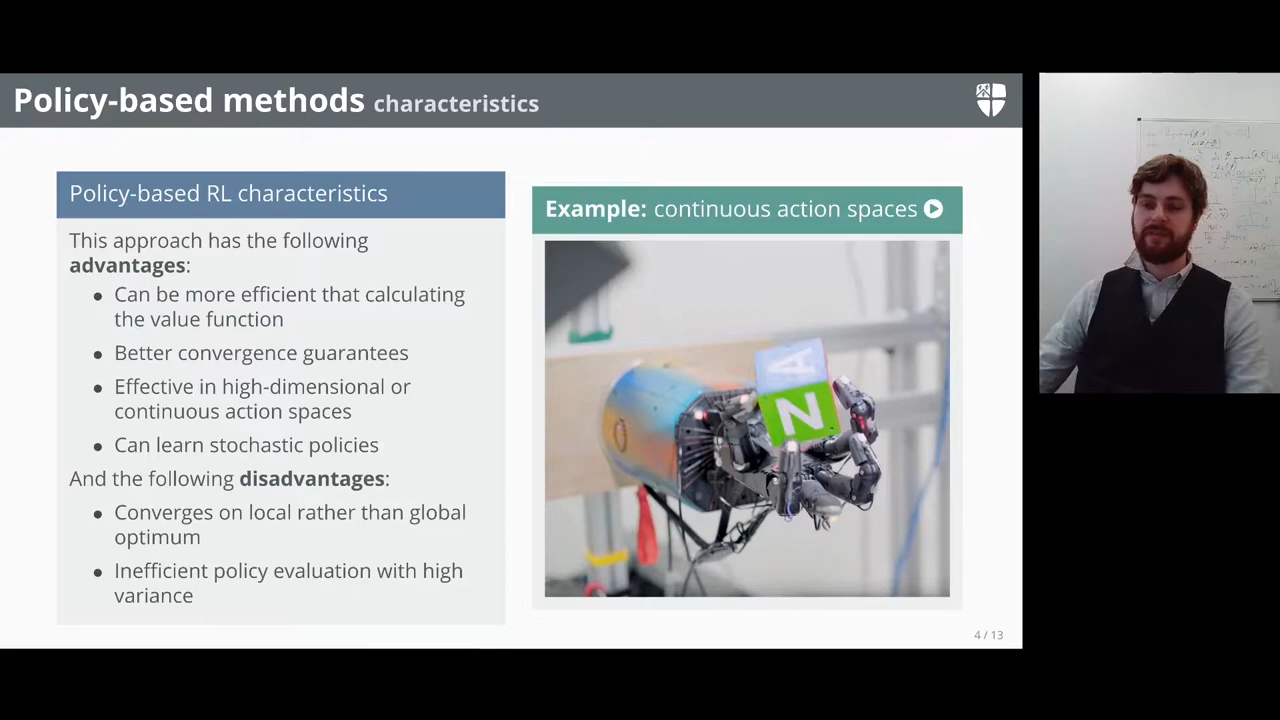 Policy-based methods characteristics
Policy-based RL characteristics
This approach has the following
advantages:
● Can be more efficient that calculating
the value function
● Better convergence guarantees
● Effective in high-dimensional or
continuous action spaces
● Can learn stochastic policies
And the following disadvantages:
● Converges on local rather than global
optimum
● Inefficient policy evaluation with high
variance
Example: continuous action spaces
A
N
4 / 13